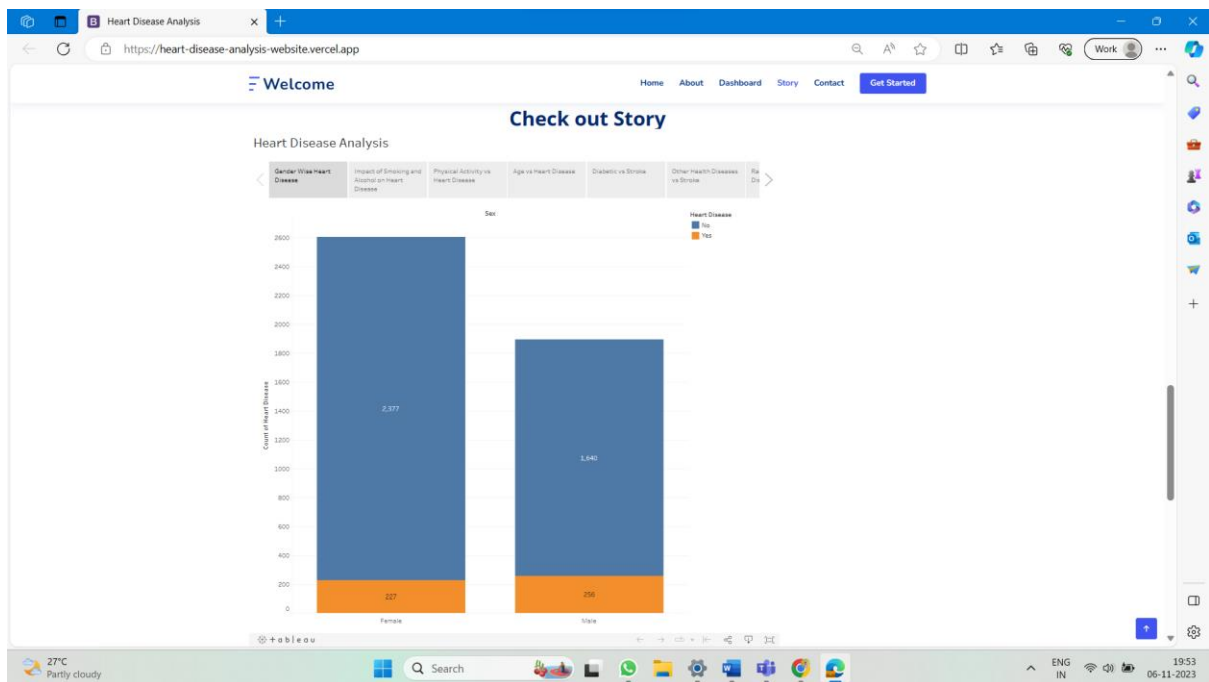 Heart Disease Analysis
https://heart-disease-analysis-website.vercel.app
Work
Welcome
Home About Dashboard Story Contact Get Started
Check out Story
Heart Disease Analysis
Gender Wise Heart Disease
Impact of Smoking and Alcohol on Heart Disease
Physical Activity vs Heart Disease
Age vs Heart Disease
Diabetic vs Stroke
Other Health Diseases vs Stroke
Sex
Heart Disease
No
Yes
Count of Heart Disease
2600
2400
2200
2000
1800
1600
1400
1200
1000
800
600
400
200
0
2,377
1,640
227
256
Female
Male
+ableau
27°C
Partly cloudy
Search
ENG
IN
19:53
06-11-2023